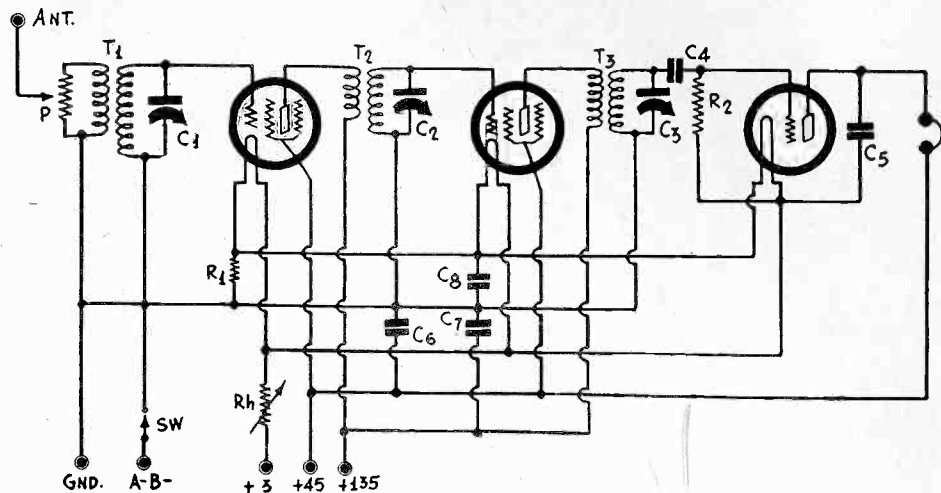 ANT.
P
T1
C1
T2
C2
T3
C4
C3
R2
C5
R1
C8
C6
C7
Rh
SW
GND.
A-B-
+3
+45
+135